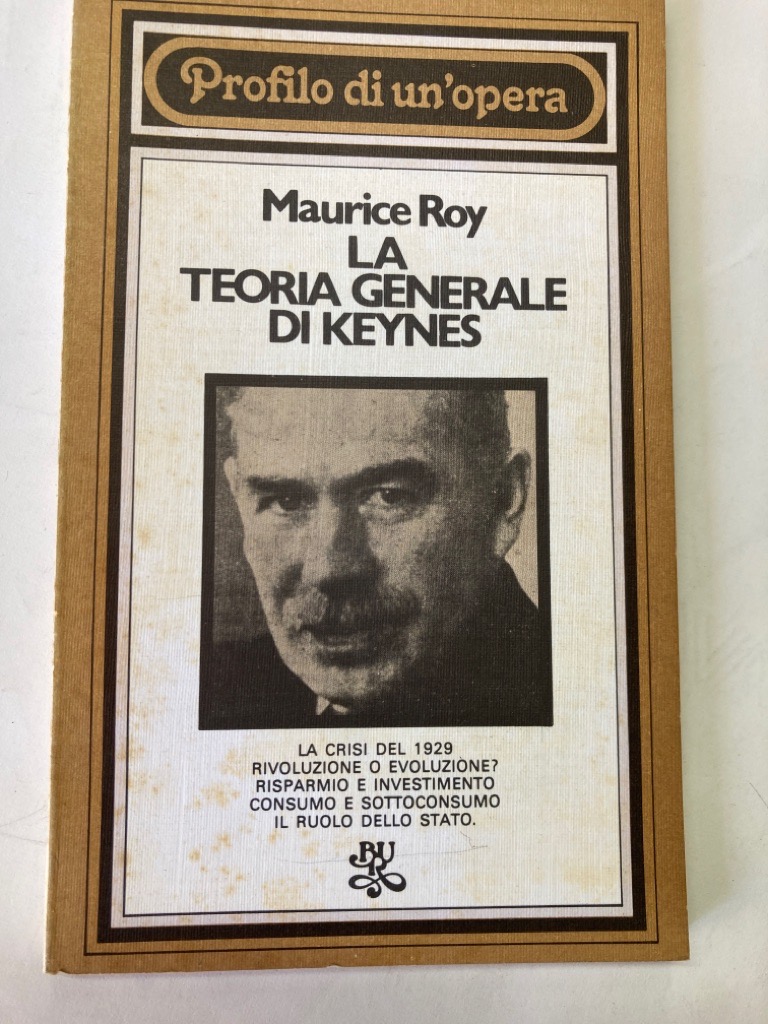 Profilo di un'opera
Maurice Roy
LA
TEORIA GENERALE
DI KEYNES
LA CRISI DEL 1929
RIVOLUZIONE O EVOLUZIONE?
RISPARMIO E INVESTIMENTO
CONSUMO E SOTTOCONSUMO
IL RUOLO DELLO STATO.
BUR